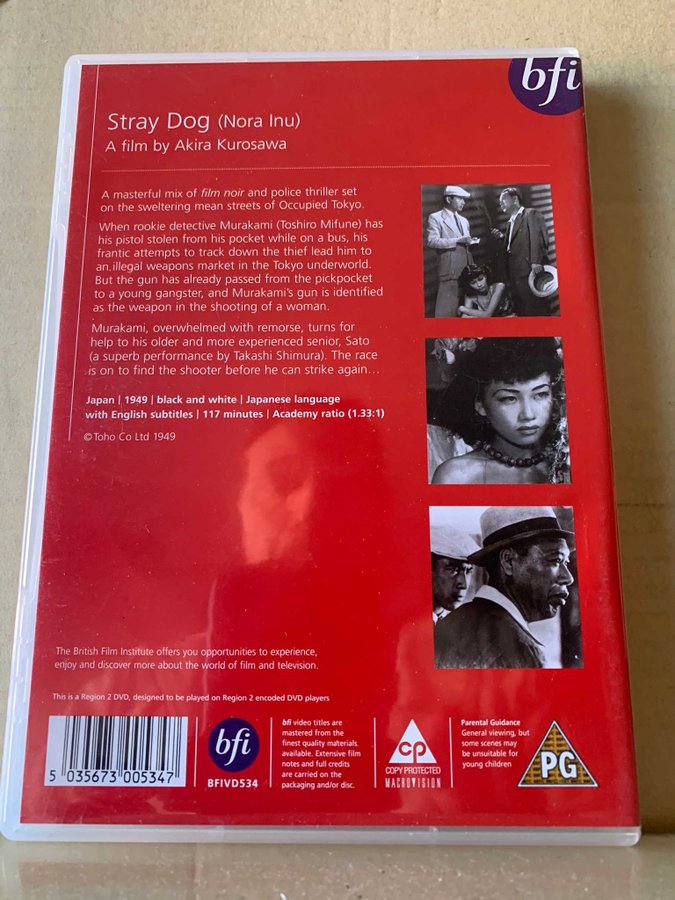 bfi
Stray Dog (Nora Inu)
A film by Akira Kurosawa
A masterful mix of film noir and police thriller set
on the sweltering mean streets of Occupied Tokyo.
When rookie detective Murakami (Toshiro Mifune) has
his pistol stolen from his pocket while on a bus, his
frantic attempts to track down the thief lead him to
an illegal weapons market in the Tokyo underworld.
But the gun has already passed from the pickpocket
to a young gangster, and Murakami's gun is identified
as the weapon in the shooting of a woman.
Murakami, overwhelmed with remorse, turns for
help to his older and more experienced senior, Sato
(a superb performance by Takashi Shimura). The race
is on to find the shooter before he can strike again...
Japan | 1949 | black and white | Japanese language
with English subtitles | 117 minutes | Academy ratio (1.33:1)
©Toho Co Ltd 1949
The British Film Institute offers you opportunities to experience,
enjoy and discover more about the world of film and television.
This is a Region 2 DVD, designed to be played on Region 2 encoded DVD players
5 035673 005347
bfi
BFIVD534
bfi video titles are
mastered from the
finest quality materials
available. Extensive film
notes and full credits
are carried on the
packaging and/or disc.
CP
COPY PROTECTED
MACROVISION
Parental Guidance
General viewing, but
some scenes may
be unsuitable for
young children
PG